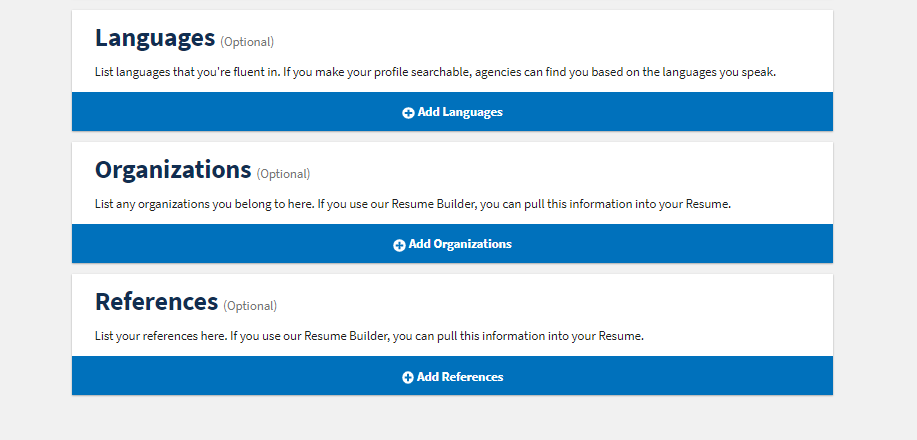 Languages (Optional)
List languages that you're fluent in. If you make your profile searchable, agencies can find you based on the languages you speak.
Add Languages
Organizations (Optional)
List any organizations you belong to here. If you use our Resume Builder, you can pull this information into your Resume.
Add Organizations
References (Optional)
List your references here. If you use our Resume Builder, you can pull this information into your Resume.
Add References